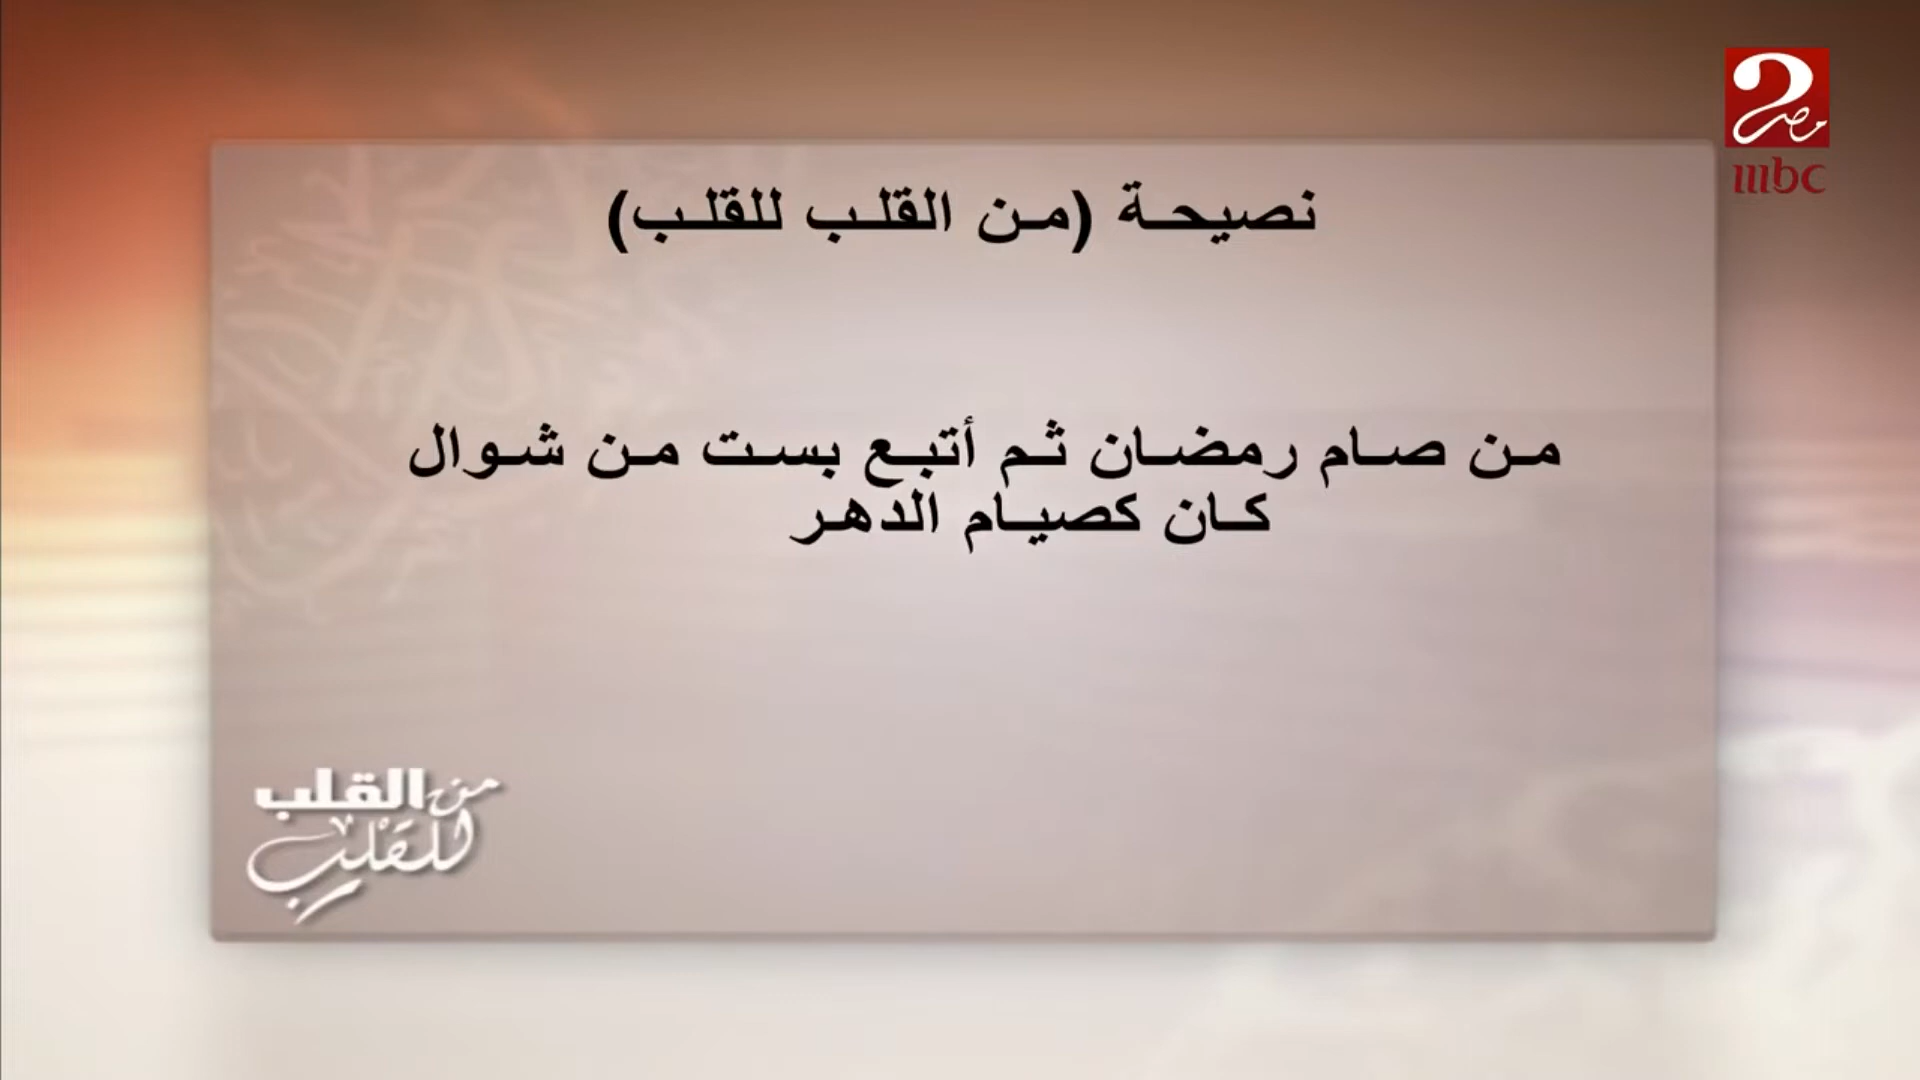 مصر
mbc
نصيحة (من القلب للقلب)
من صام رمضان ثم أتبع بست من شوال
كان كصيام الدهر
من القلب
للقلب